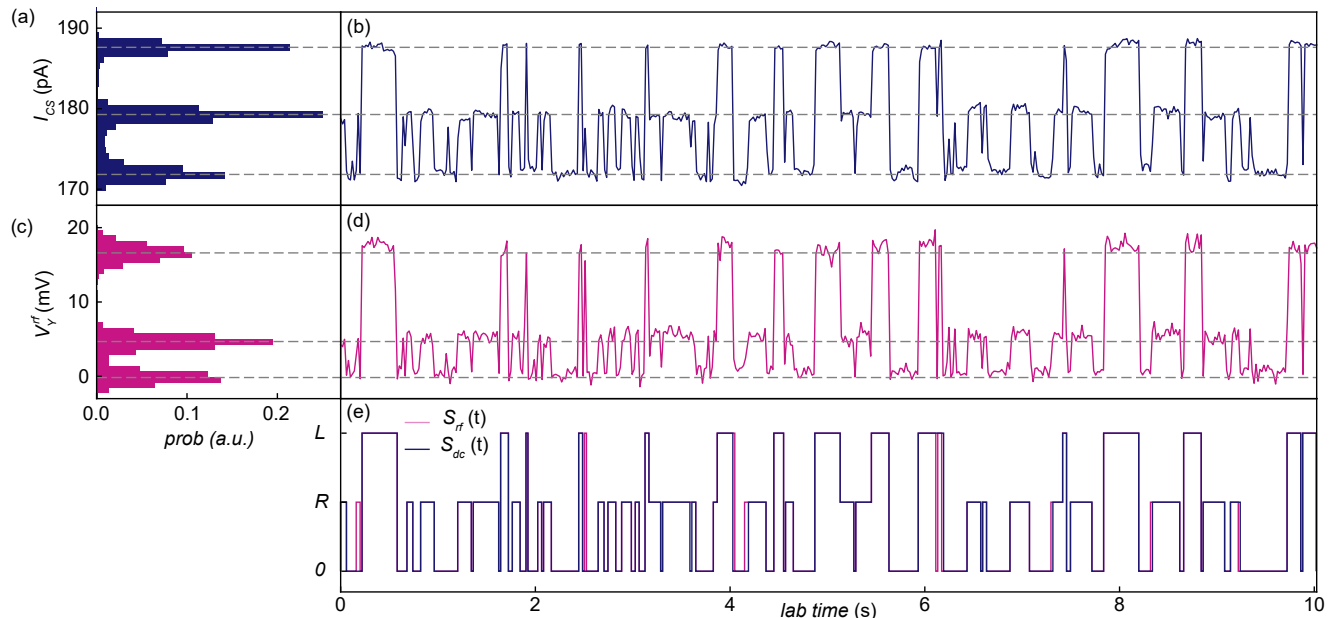 (a)
190
180
170
I_CS (pA)
(b)
(c)
20
10
0
V_Y^rf (mV)
(d)
0.0
0.1
0.2
prob (a.u.)
(e)
S_rf (t)
S_dc (t)
L
R
0
0
2
4
6
8
10
lab time (s)